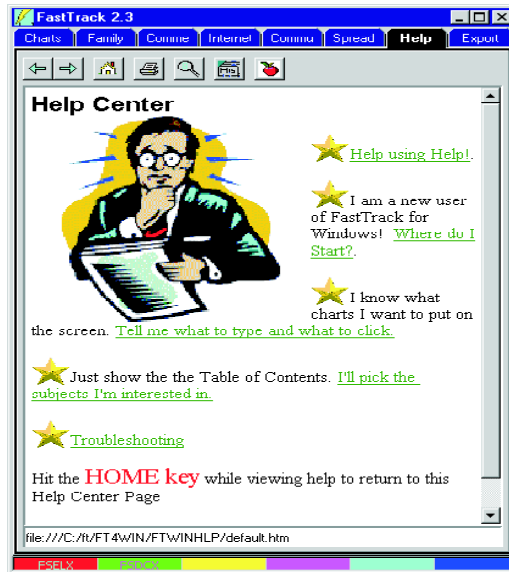 FastTrack 2.3
Charts Family Comme Internet Commu Spread Help Export
Help Center
Help using Help!.
I am a new user
of FastTrack for
Windows! Where do I
Start?.
I know what
charts I want to put on
the screen. Tell me what to type and what to click.
Just show the the Table of Contents. I'll pick the
subjects I'm interested in.
Troubleshooting
Hit the HOME key while viewing help to return to this
Help Center Page
file:///C:/ft/FT4WIN/FTWINHLP/default.htm
FSELX FSDCX